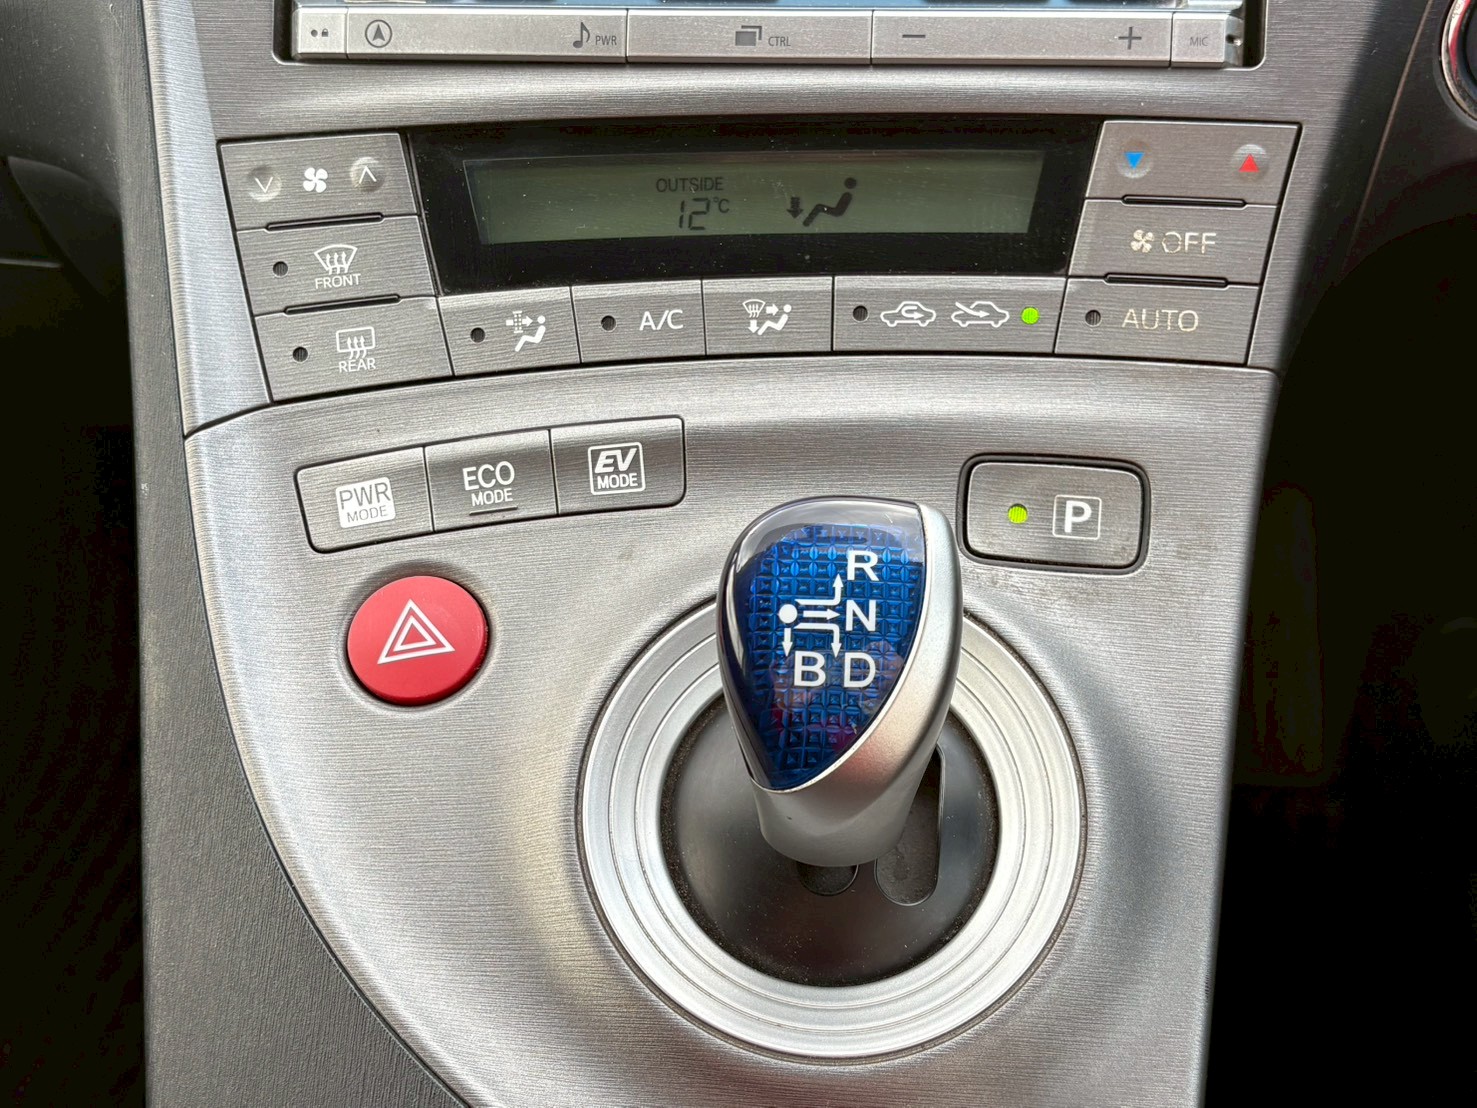 PWR
CTRL
MIC
OUTSIDE
12°C
OFF
FRONT
A/C
AUTO
REAR
PWR
MODE
ECO
MODE
EV
MODE
P
R
N
B D